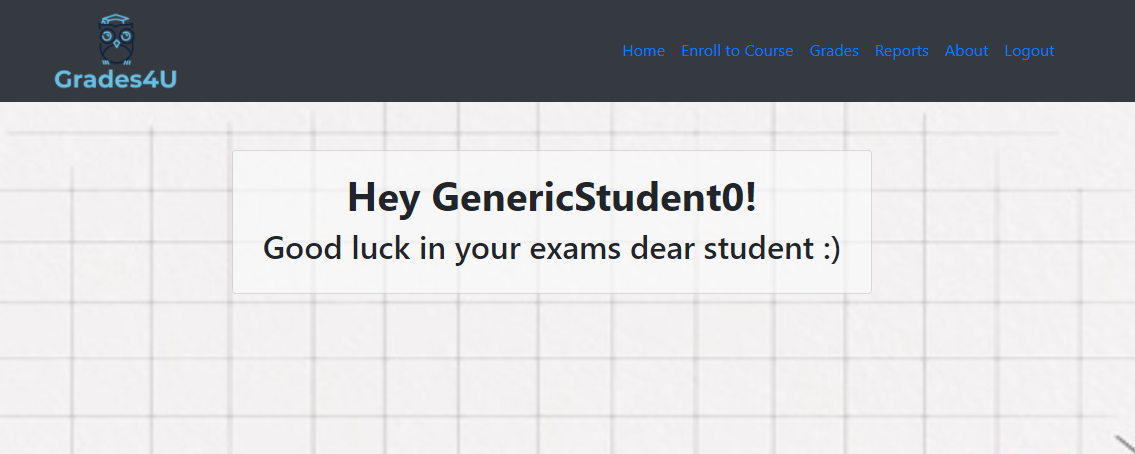 Grades4U
Home Enroll to Course Grades Reports About Logout
Hey GenericStudent0!
Good luck in your exams dear student :)